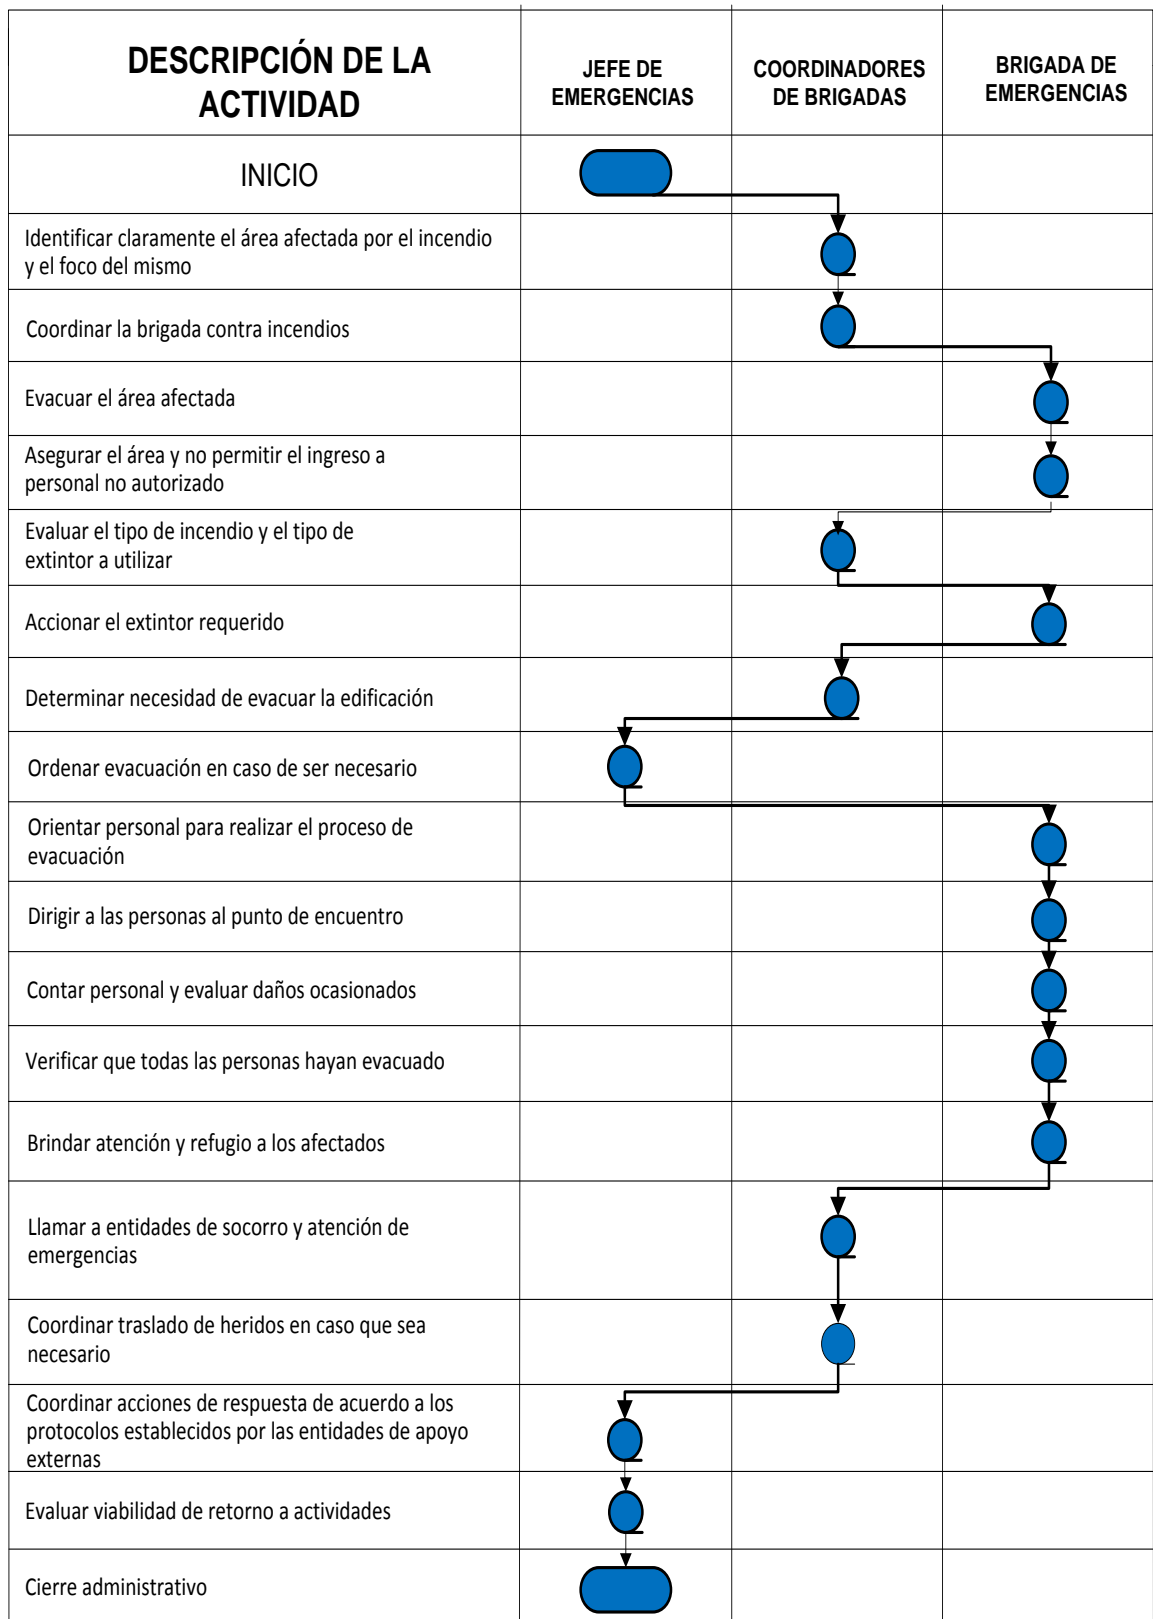 DESCRIPCIÓN DE LA
ACTIVIDAD
JEFE DE
EMERGENCIAS
COORDINADORES
DE BRIGADAS
BRIGADA DE
EMERGENCIAS
INICIO
Identificar claramente el área afectada por el incendio
y el foco del mismo
Coordinar la brigada contra incendios
Evacuar el área afectada
Asegurar el área y no permitir el ingreso a
personal no autorizado
Evaluar el tipo de incendio y el tipo de
extintor a utilizar
Accionar el extintor requerido
Determinar necesidad de evacuar la edificación
Ordenar evacuación en caso de ser necesario
Orientar personal para realizar el proceso de
evacuación
Dirigir a las personas al punto de encuentro
Contar personal y evaluar daños ocasionados
Verificar que todas las personas hayan evacuado
Brindar atención y refugio a los afectados
Llamar a entidades de socorro y atención de
emergencias
Coordinar traslado de heridos en caso que sea
necesario
Coordinar acciones de respuesta de acuerdo a los
protocolos establecidos por las entidades de apoyo
externas
Evaluar viabilidad de retorno a actividades
Cierre administrativo